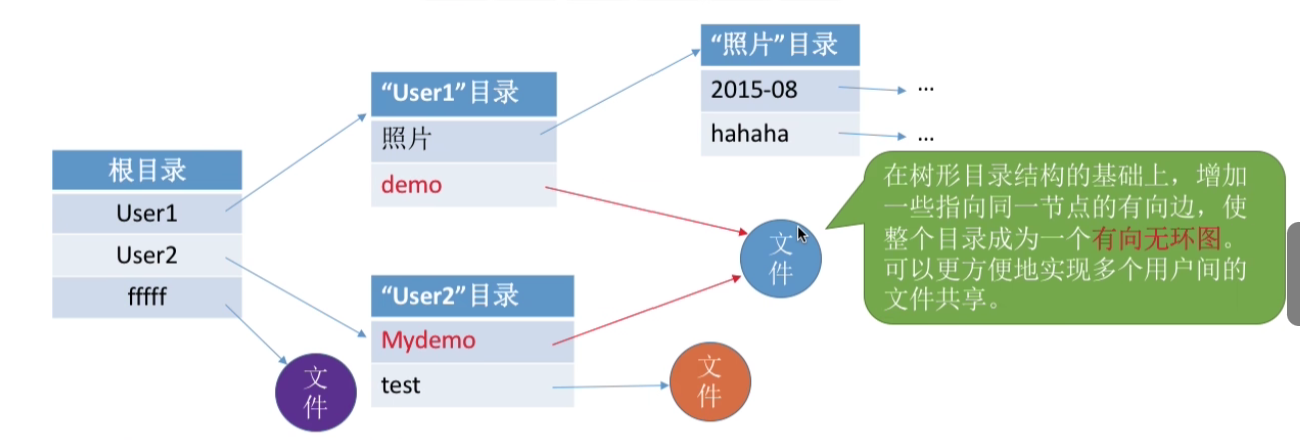 根目录
User1
User2
fffff
文
件
“User1”目录
照片
demo
“User2”目录
Mydemo
test
“照片”目录
2015-08
...
hahaha
...
文
件
文
件
在树形目录结构的基础上，增加
一些指向同一节点的有向边，使
整个目录成为一个有向无环图。
可以更方便地实现多个用户间的
文件共享。